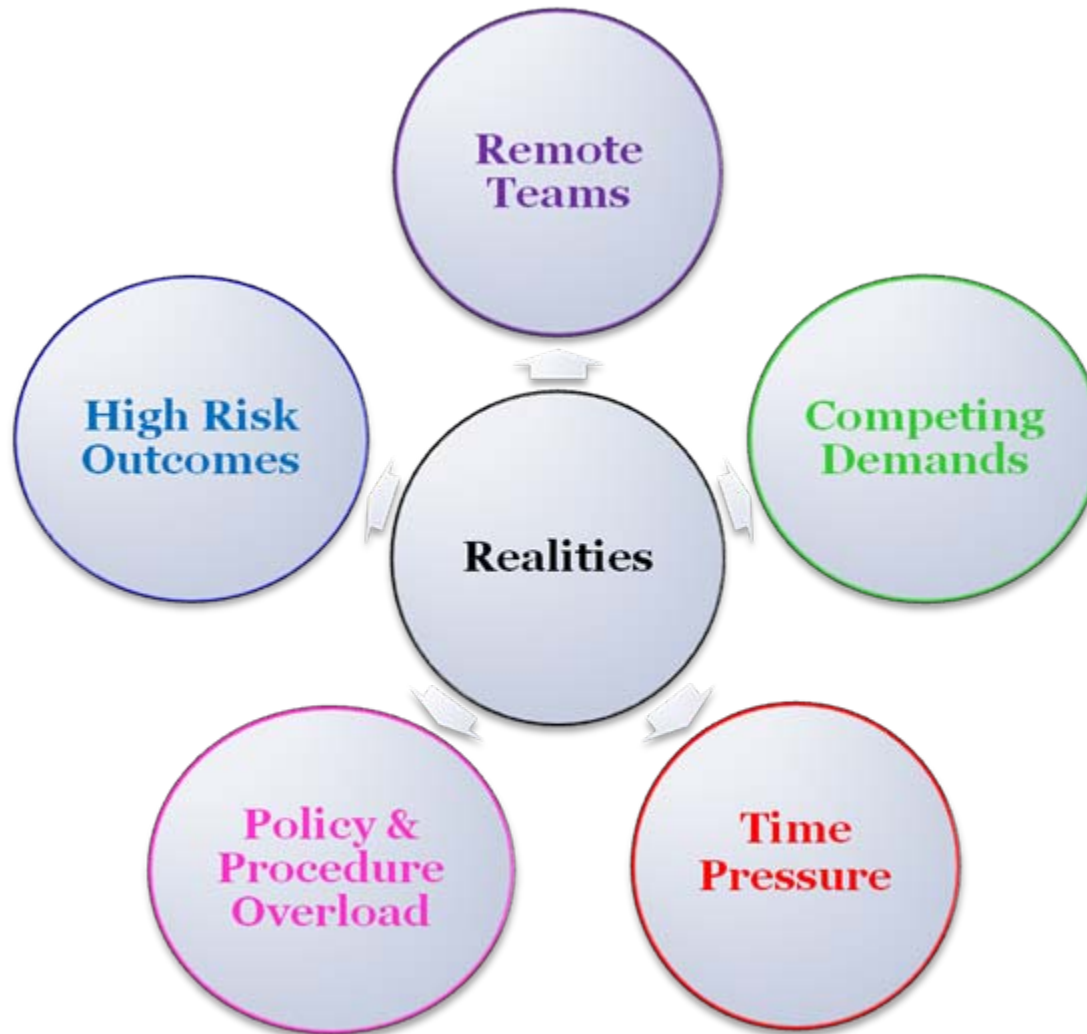 Remote
Teams
High Risk
Outcomes
Competing
Demands
Realities
Policy &
Procedure
Overload
Time
Pressure